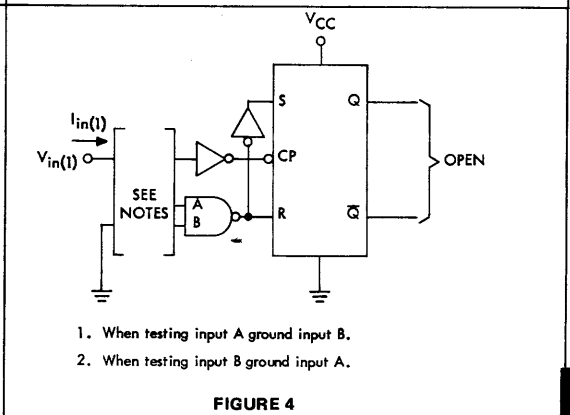 VCC
S
Q
Iin(1)
Vin(1)
CP
OPEN
SEE
NOTES
A
B
R
Q̅
1. When testing input A ground input B.
2. When testing input B ground input A.
FIGURE 4